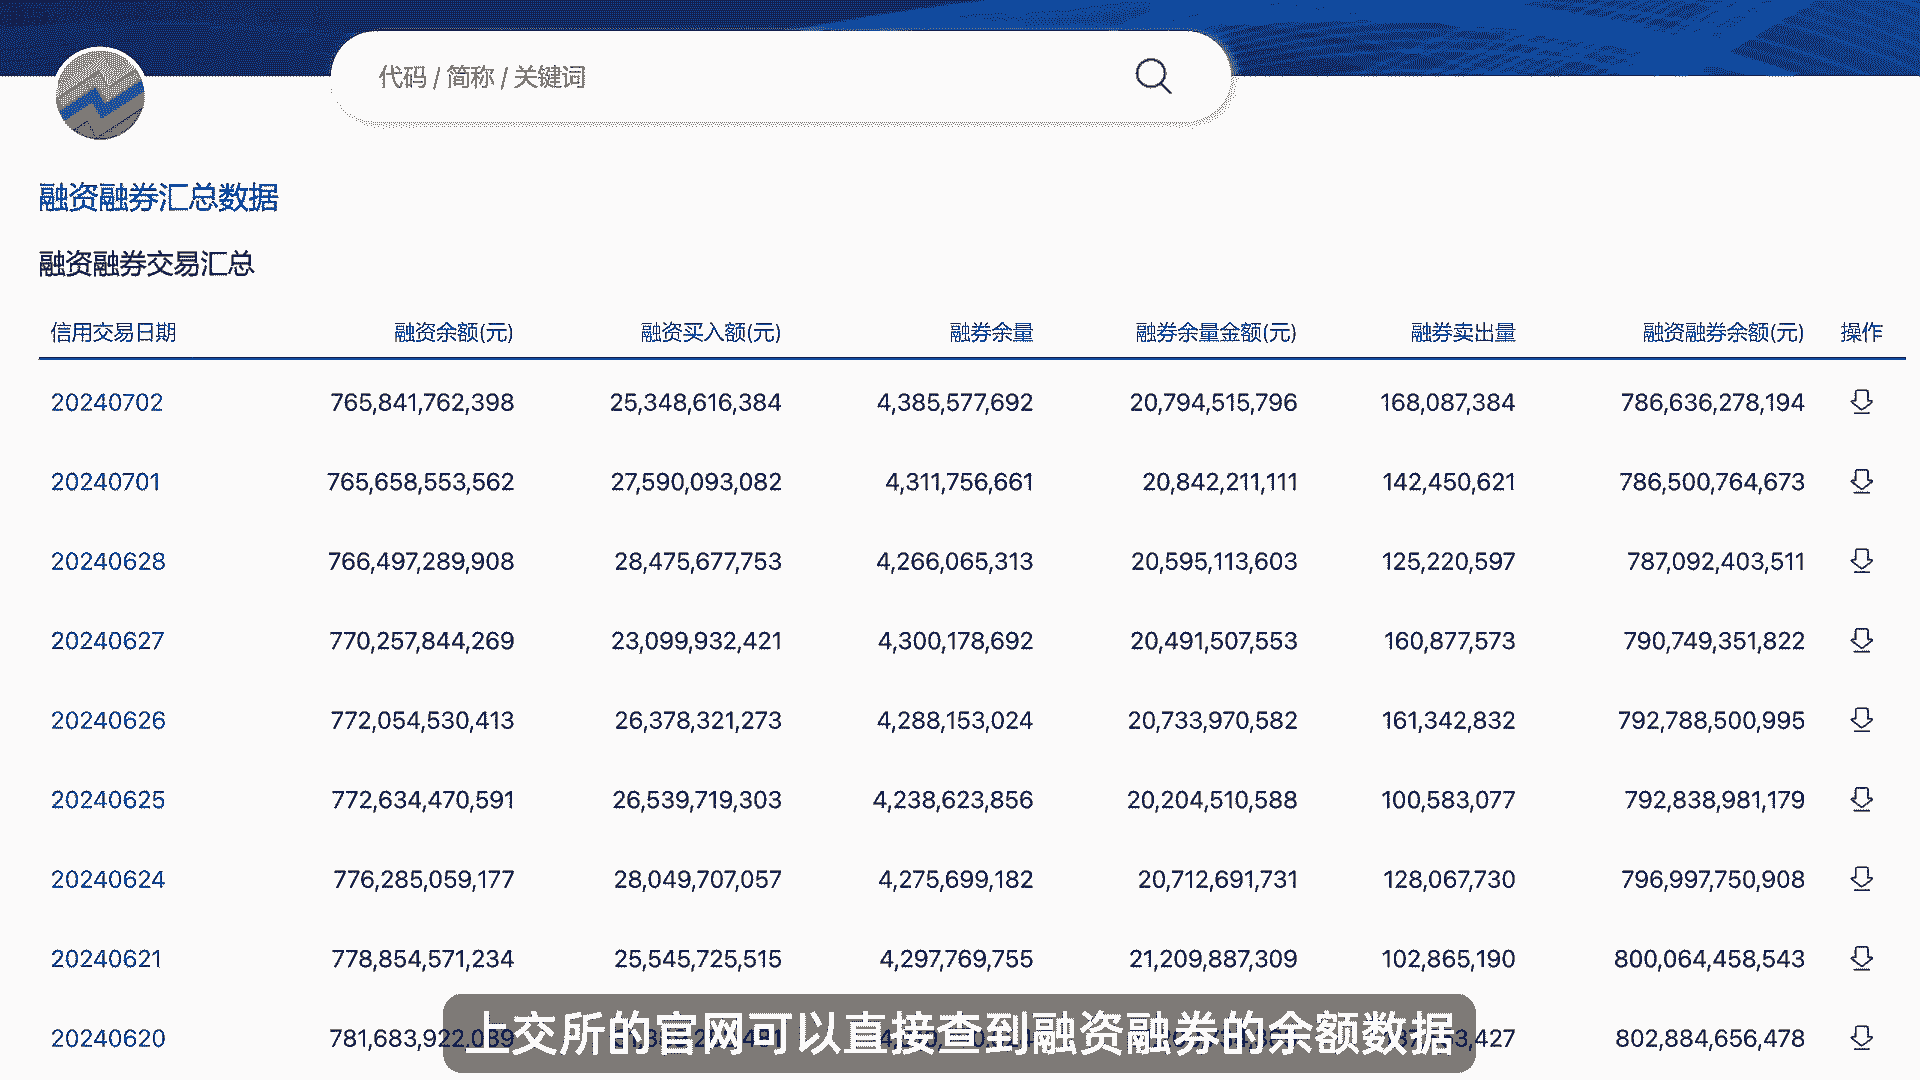 代码 / 简称 / 关键词
融资融券汇总数据
融资融券交易汇总
信用交易日期 融资余额(元) 融资买入额(元) 融券余量 融券余量金额(元) 融券卖出量 融资融券余额(元) 操作
20240702 765,841,762,398 25,348,616,384 4,385,577,692 20,794,515,796 168,087,384 786,636,278,194
20240701 765,658,553,562 27,590,093,082 4,311,756,661 20,842,211,111 142,450,621 786,500,764,673
20240628 766,497,289,908 28,475,677,753 4,266,065,313 20,595,113,603 125,220,597 787,092,403,511
20240627 770,257,844,269 23,099,932,421 4,300,178,692 20,491,507,553 160,877,573 790,749,351,822
20240626 772,054,530,413 26,378,321,273 4,288,153,024 20,733,970,582 161,342,832 792,788,500,995
20240625 772,634,470,591 26,539,719,303 4,238,623,856 20,204,510,588 100,583,077 792,838,981,179
20240624 776,285,059,177 28,049,707,057 4,275,699,182 20,712,691,731 128,067,730 796,997,750,908
20240621 778,854,571,234 25,545,725,515 4,297,769,755 21,209,887,309 102,865,190 800,064,458,543
20240620 802,884,656,478
上交所的官网可以直接查到融资融券的余额数据